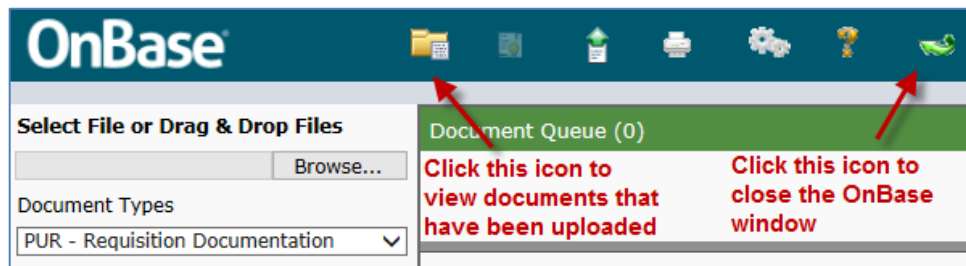 OnBase
Select File or Drag & Drop Files
Browse...
Document Types
PUR - Requisition Documentation
Document Queue (0)
Click this icon to
view documents that
have been uploaded
Click this icon to
close the OnBase
window